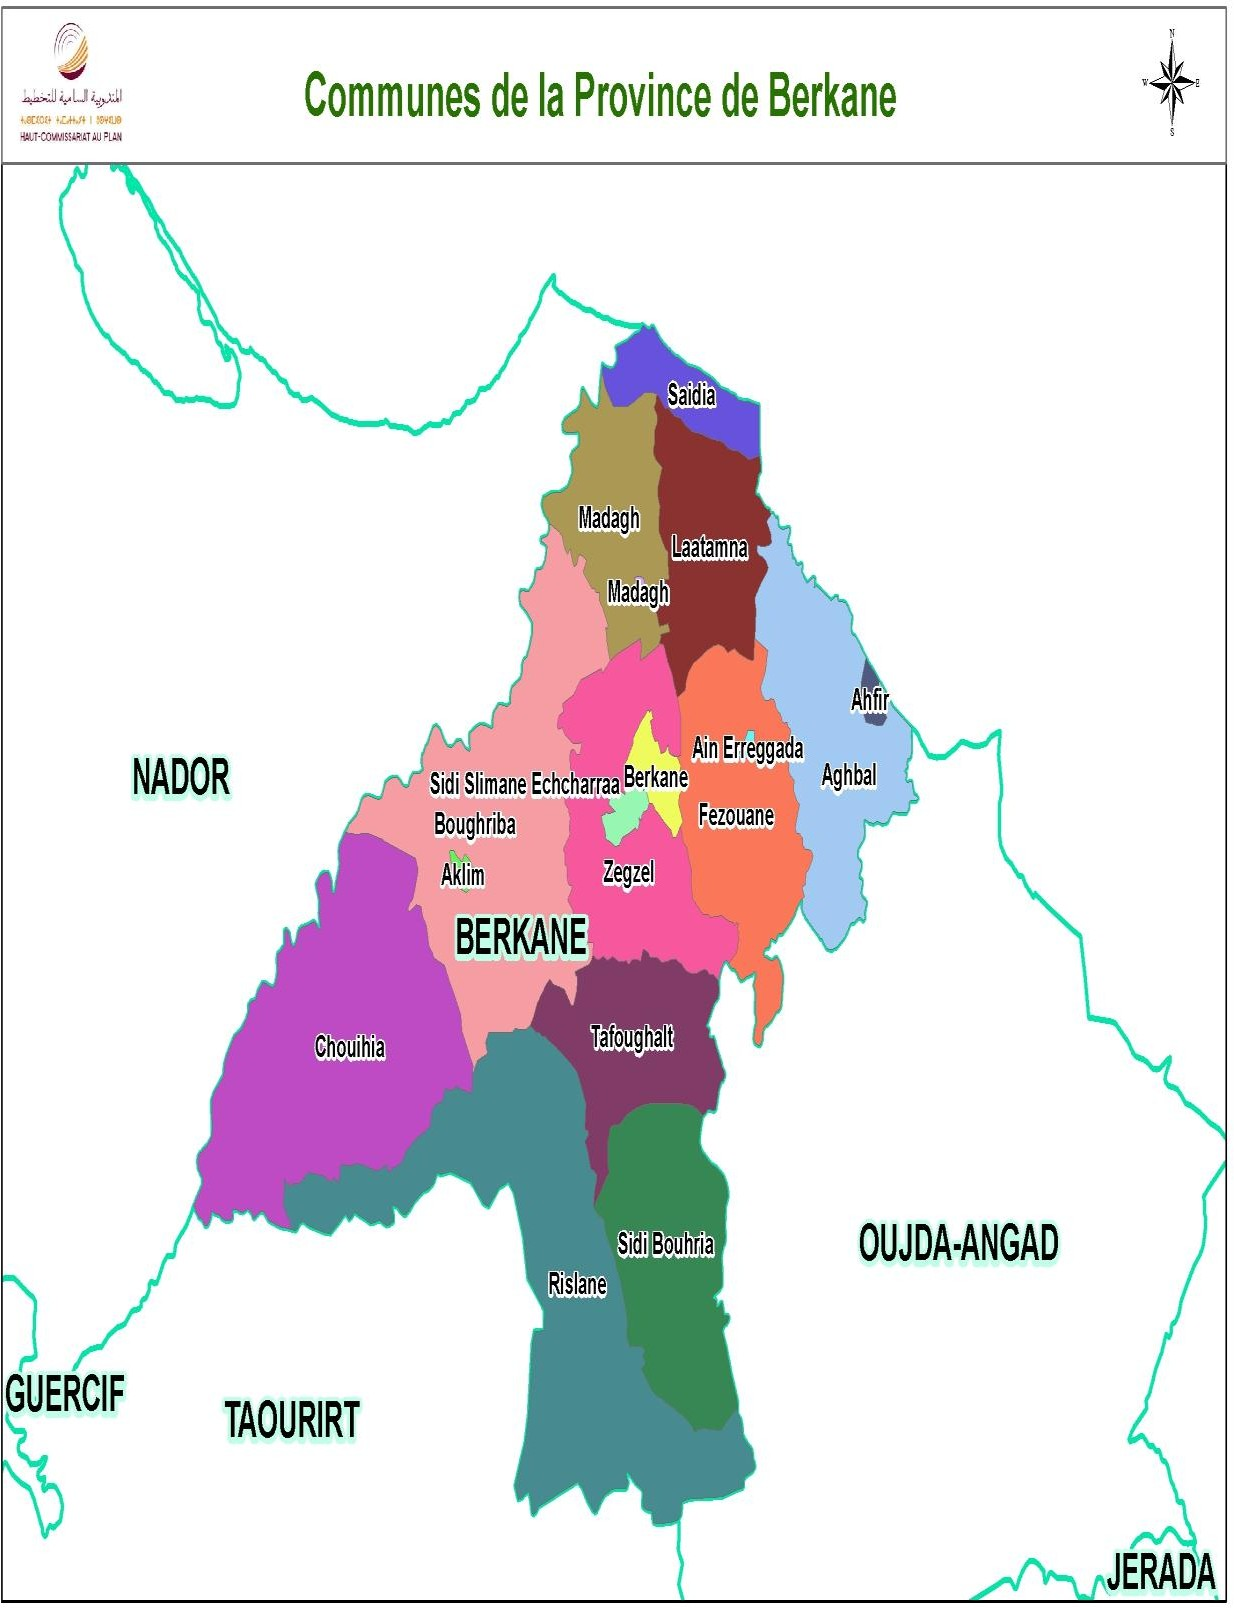 المندوبية السامية للتخطيط
HAUT-COMMISSARIAT AU PLAN
Communes de la Province de Berkane
N
W
E
S
Saidia
Madagh
Laatamna
Madagh
Ahfir
Ain Erreggada
NADOR
Sidi Slimane Echcharraa
Berkane
Aghbal
Boughriba
Fezouane
Aklim
Zegzel
BERKANE
Tafoughalt
Chouihia
Sidi Bouhria
OUJDA-ANGAD
Rislane
GUERCIF
TAOURIRT
JERADA